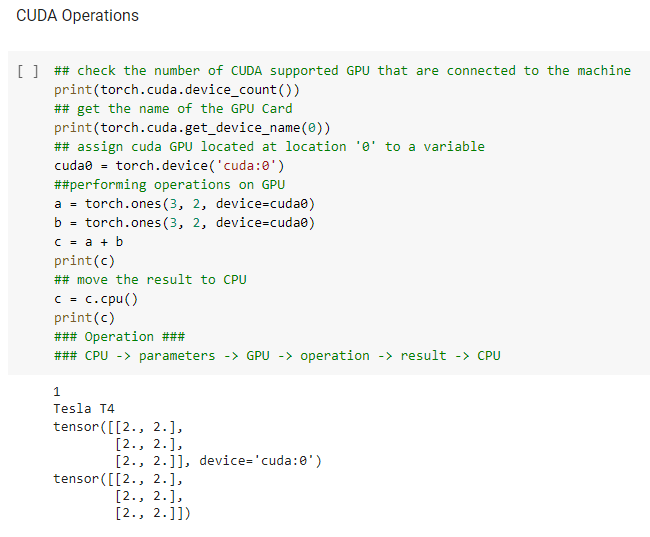 CUDA Operations
[ ] ## check the number of CUDA supported GPU that are connected to the machine
print(torch.cuda.device_count())
## get the name of the GPU Card
print(torch.cuda.get_device_name(0))
## assign cuda GPU located at location '0' to a variable
cuda0 = torch.device('cuda:0')
##performing operations on GPU
a = torch.ones(3, 2, device=cuda0)
b = torch.ones(3, 2, device=cuda0)
c = a + b
print(c)
## move the result to CPU
c = c.cpu()
print(c)
### Operation ###
### CPU -> parameters -> GPU -> operation -> result -> CPU
1
Tesla T4
tensor([[2., 2.],
        [2., 2.],
        [2., 2.]], device='cuda:0')
tensor([[2., 2.],
        [2., 2.],
        [2., 2.]])